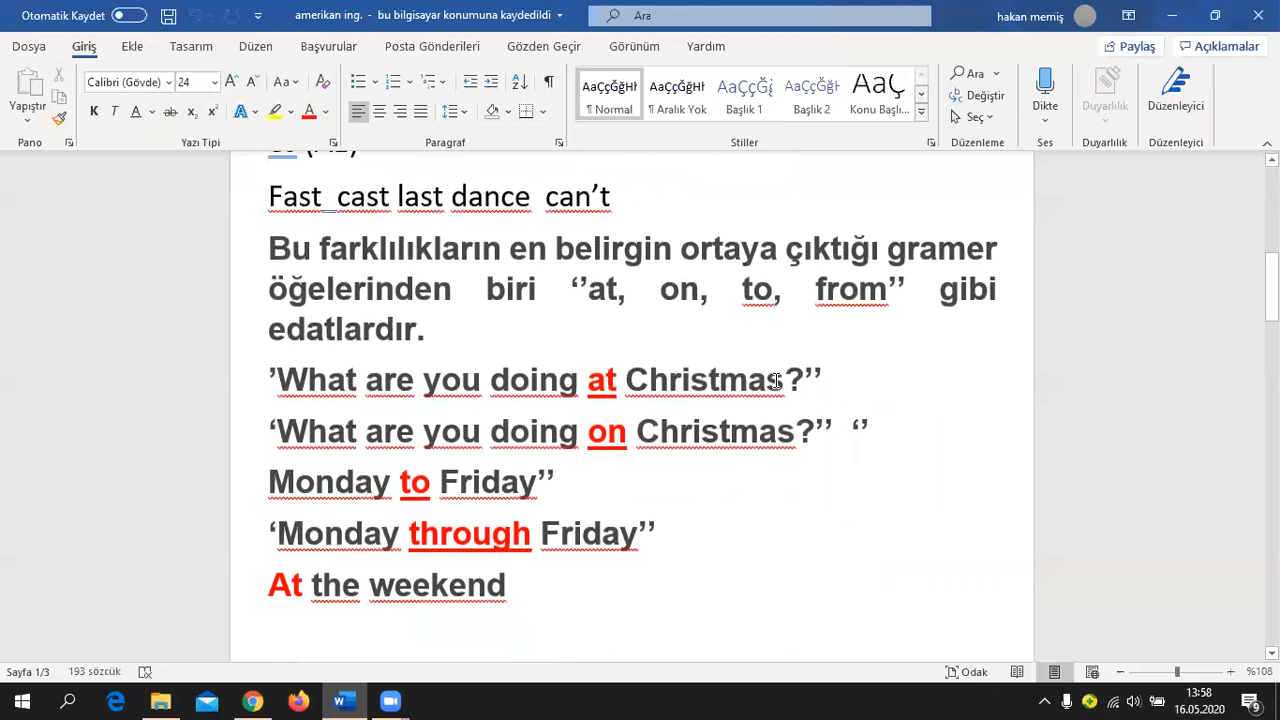 Otomatik Kaydet
amerikan ing. - bu bilgisayar konumuna kaydedildi
Ara
hakan memiş
Dosya Giriş Ekle Tasarım Düzen Başvurular Posta Gönderileri Gözden Geçir Görünüm Yardım
Paylaş Açıklamalar
Yapıştır
Calibri (Gövde) 24
AaÇçĞğH AaÇçĞğH AaÇçĞğ AaÇçĞğH AaÇ
¶ Normal ¶ Aralık Yok Başlık 1 Başlık 2 Konu Başlı...
Ara
Değiştir
Seç
Dikte
Duyarlılık
Düzenleyici
Pano Yazı Tipi Paragraf Stiller Düzenleme Ses Duyarlılık Düzenleyici
Fast cast last dance can’t
Bu farklılıkların en belirgin ortaya çıktığı gramer
öğelerinden biri ‘’at, on, to, from’’ gibi
edatlardır.
’What are you doing at Christmas?’’
‘What are you doing on Christmas?’’ ‘’
Monday to Friday’’
‘Monday through Friday’’
At the weekend
Sayfa 1/3 193 sözcük
Odak
%108
13:58
16.05.2020
9